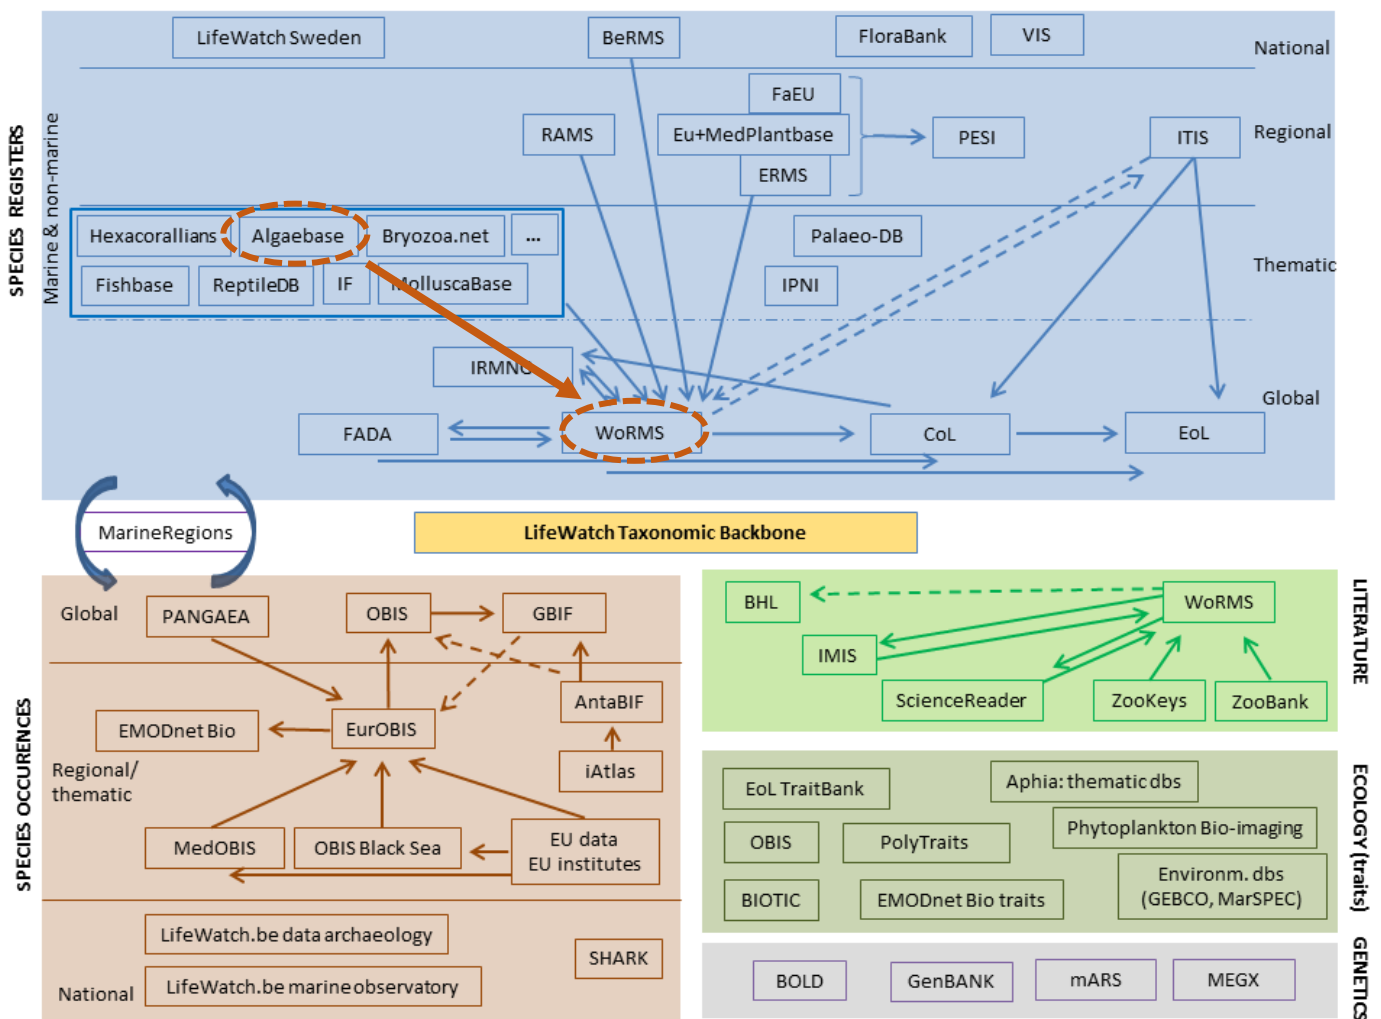 SPECIES REGISTERS
Marine & non-marine
LifeWatch Sweden
BeRMS
FloraBank
VIS
National
FaEU
RAMS
Eu+MedPlantbase
PESI
ITIS
Regional
ERMS
Hexacorallians
Algaebase
Bryozoa.net
...
Palaeo-DB
Thematic
Fishbase
ReptileDB
IF
MolluscaBase
IPNI
IRMNG
Global
FADA
WoRMS
CoL
EoL
MarineRegions
LifeWatch Taxonomic Backbone
SPECIES OCCURENCES
Global
PANGAEA
OBIS
GBIF
AntaBIF
EMODnet Bio
EurOBIS
Regional/
thematic
iAtlas
MedOBIS
OBIS Black Sea
EU data
EU institutes
LifeWatch.be data archaeology
SHARK
National
LifeWatch.be marine observatory
LITERATURE
BHL
WoRMS
IMIS
ScienceReader
ZooKeys
ZooBank
ECOLOGY (traits)
EoL TraitBank
Aphia: thematic dbs
OBIS
PolyTraits
Phytoplankton Bio-imaging
BIOTIC
EMODnet Bio traits
Environm. dbs
(GEBCO, MarSPEC)
GENETICS
BOLD
GenBANK
mARS
MEGX